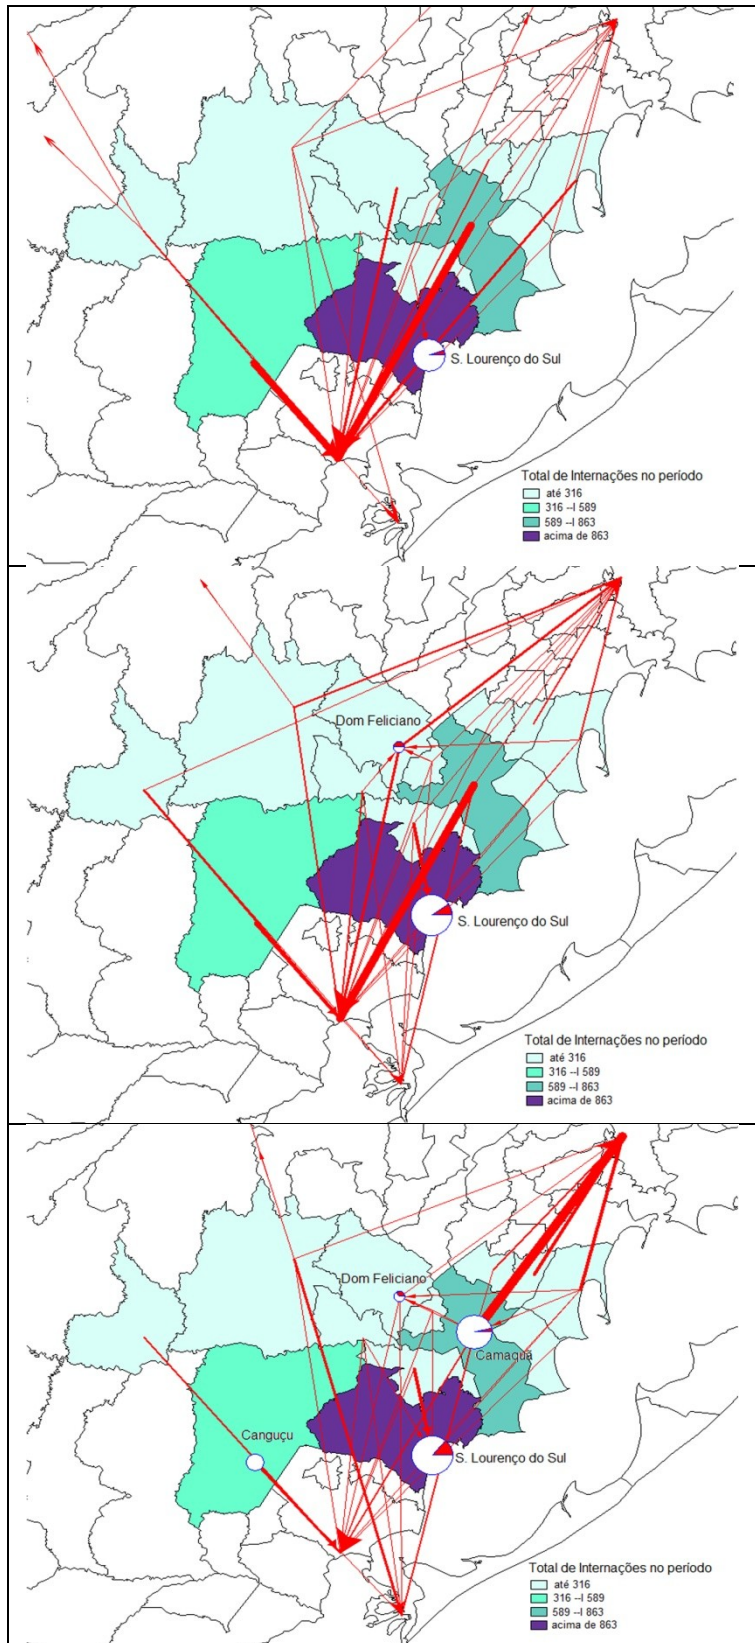 S. Lourenço do Sul
Total de Internações no período
até 316
316 --I 589
589 --I 863
acima de 863
Dom Feliciano
S. Lourenço do Sul
Total de Internações no período
até 316
316 --I 589
589 --I 863
acima de 863
Dom Feliciano
Camaquã
Canguçu
S. Lourenço do Sul
Total de Internações no período
até 316
316 --I 589
589 --I 863
acima de 863